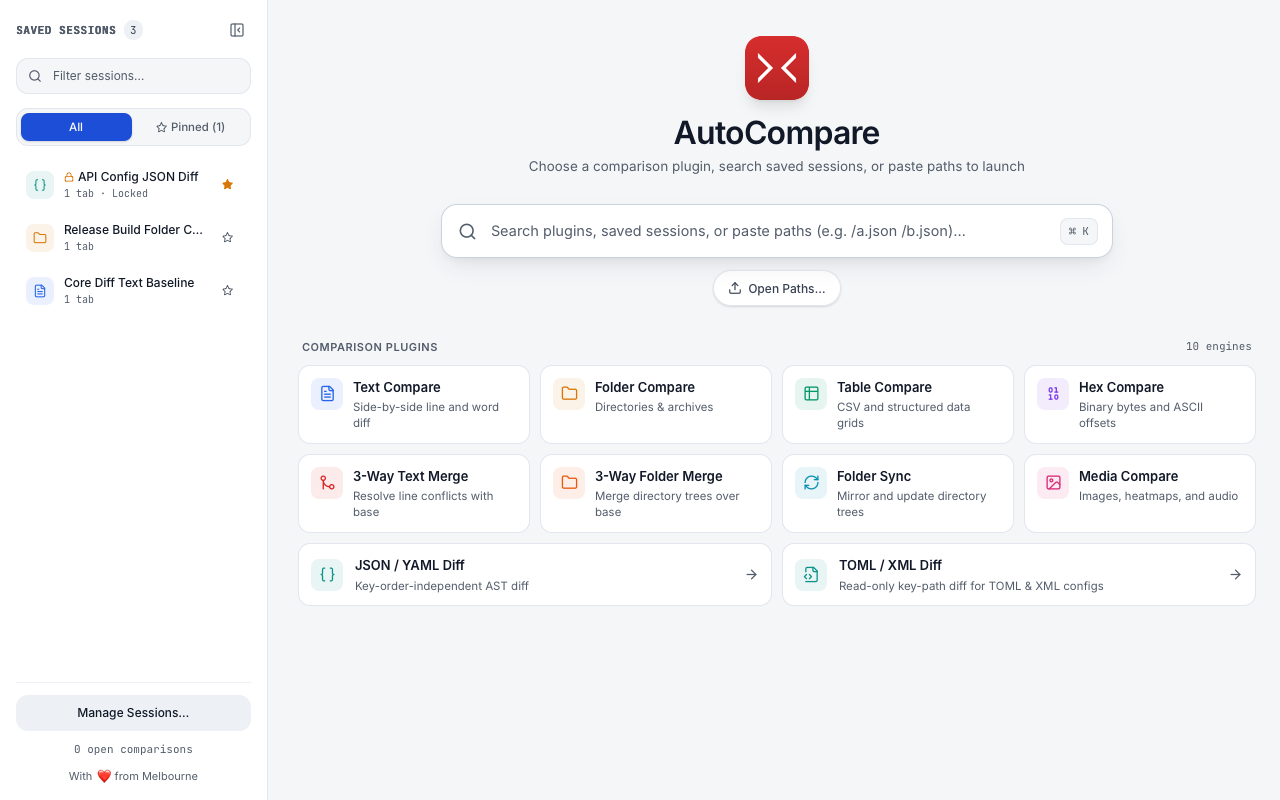 SAVED SESSIONS 3
Filter sessions...
All
Pinned (1)
API Config JSON Diff
1 tab · Locked
Release Build Folder C...
1 tab
Core Diff Text Baseline
1 tab
Manage Sessions...
0 open comparisons
With ❤️ from Melbourne
AutoCompare
Choose a comparison plugin, search saved sessions, or paste paths to launch
Search plugins, saved sessions, or paste paths (e.g. /a.json /b.json)...
⌘ K
Open Paths...
COMPARISON PLUGINS
10 engines
Text Compare
Side-by-side line and word
diff
Folder Compare
Directories & archives
Table Compare
CSV and structured data
grids
Hex Compare
Binary bytes and ASCII
offsets
3-Way Text Merge
Resolve line conflicts with
base
3-Way Folder Merge
Merge directory trees over
base
Folder Sync
Mirror and update directory
trees
Media Compare
Images, heatmaps, and audio
JSON / YAML Diff
Key-order-independent AST diff
TOML / XML Diff
Read-only key-path diff for TOML & XML configs